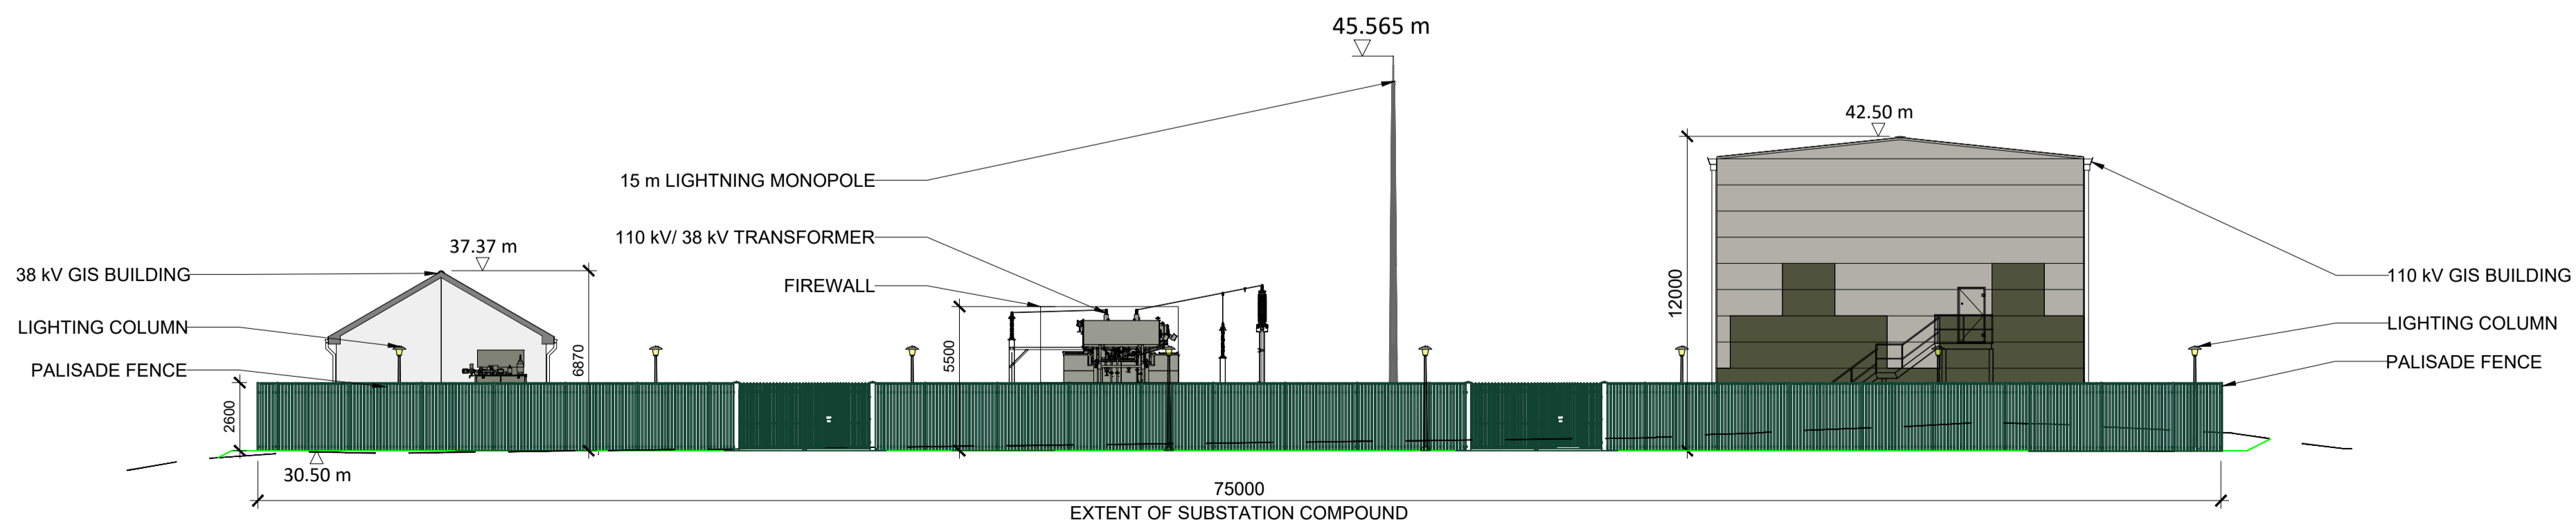 45.565 m
42.50 m
15 m LIGHTNING MONOPOLE
110 kV/ 38 kV TRANSFORMER
37.37 m
38 kV GIS BUILDING
110 kV GIS BUILDING
FIREWALL
12000
LIGHTING COLUMN
LIGHTING COLUMN
5500
6870
PALISADE FENCE
PALISADE FENCE
2600
30.50 m
75000
EXTENT OF SUBSTATION COMPOUND